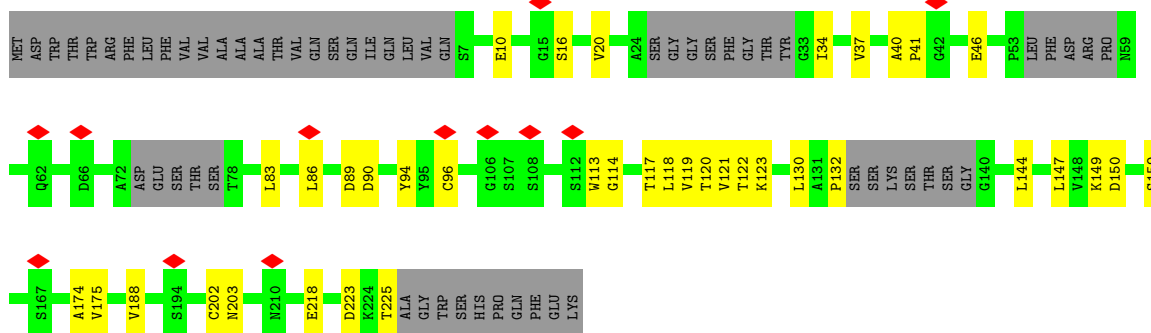 MET ASP TRP THR TRP ARG PHE LEU PHE VAL VAL ALA ALA ALA THR VAL GLN SER GLN ILE GLN LEU VAL GLN S7 E10 G15 S16 V20 A24 SER GLY GLY SER PHE GLY THR TYR G33 I34 V37 A40 P41 G42 E46 P53 LEU PHE ASP ARG PRO N59
Q62 D66 A72 ASP GLU SER THR SER T78 L83 L86 D89 D90 Y94 Y95 C96 G106 S107 S108 S112 W113 G114 T117 L118 V119 T120 V121 T122 K123 L130 A131 P132 SER SER LYS SER THR SER GLY G140 L144 L147 V148 K149 D150
S167 A174 V175 V188 S194 C202 N203 N210 E218 D223 K224 T225 ALA GLY TRP SER HIS PRO GLN PHE GLU LYS